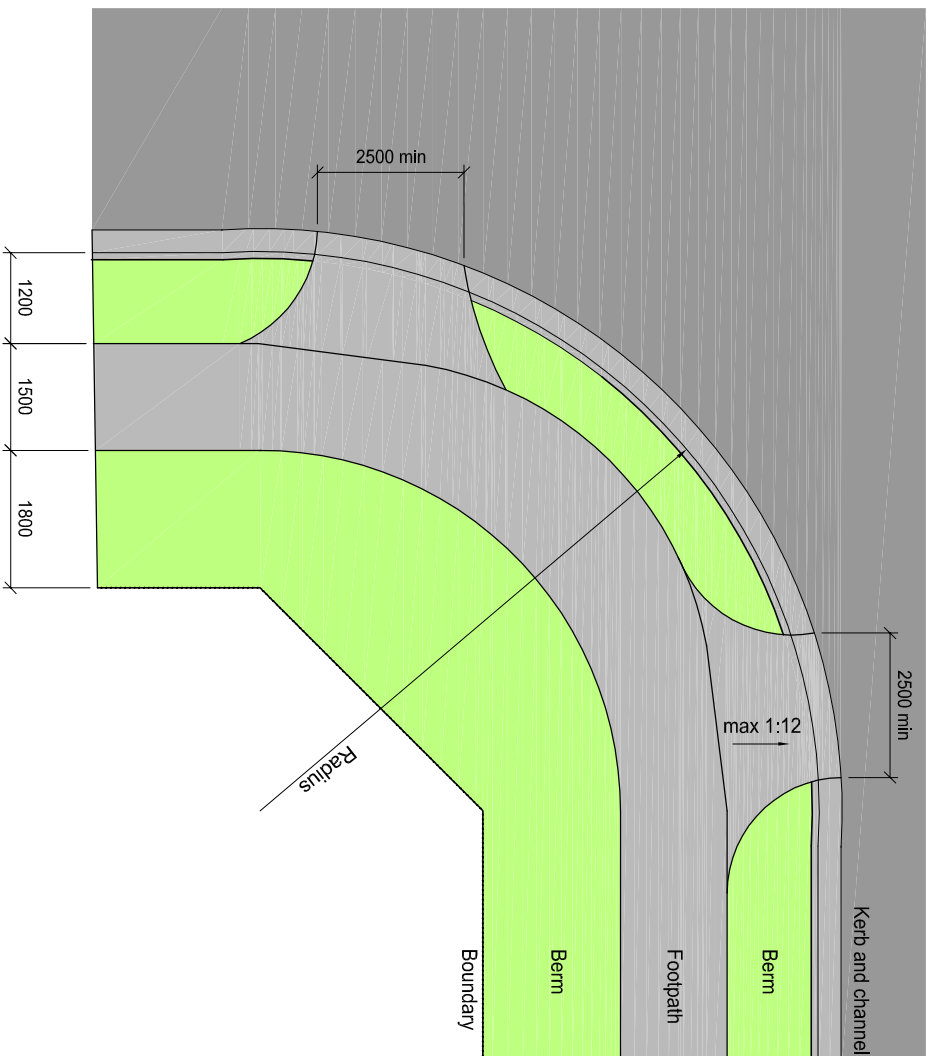 2500 min
1200
1500
1800
2500 min
max 1:12
Radius
Boundary
Berm
Footpath
Berm
Kerb and channel